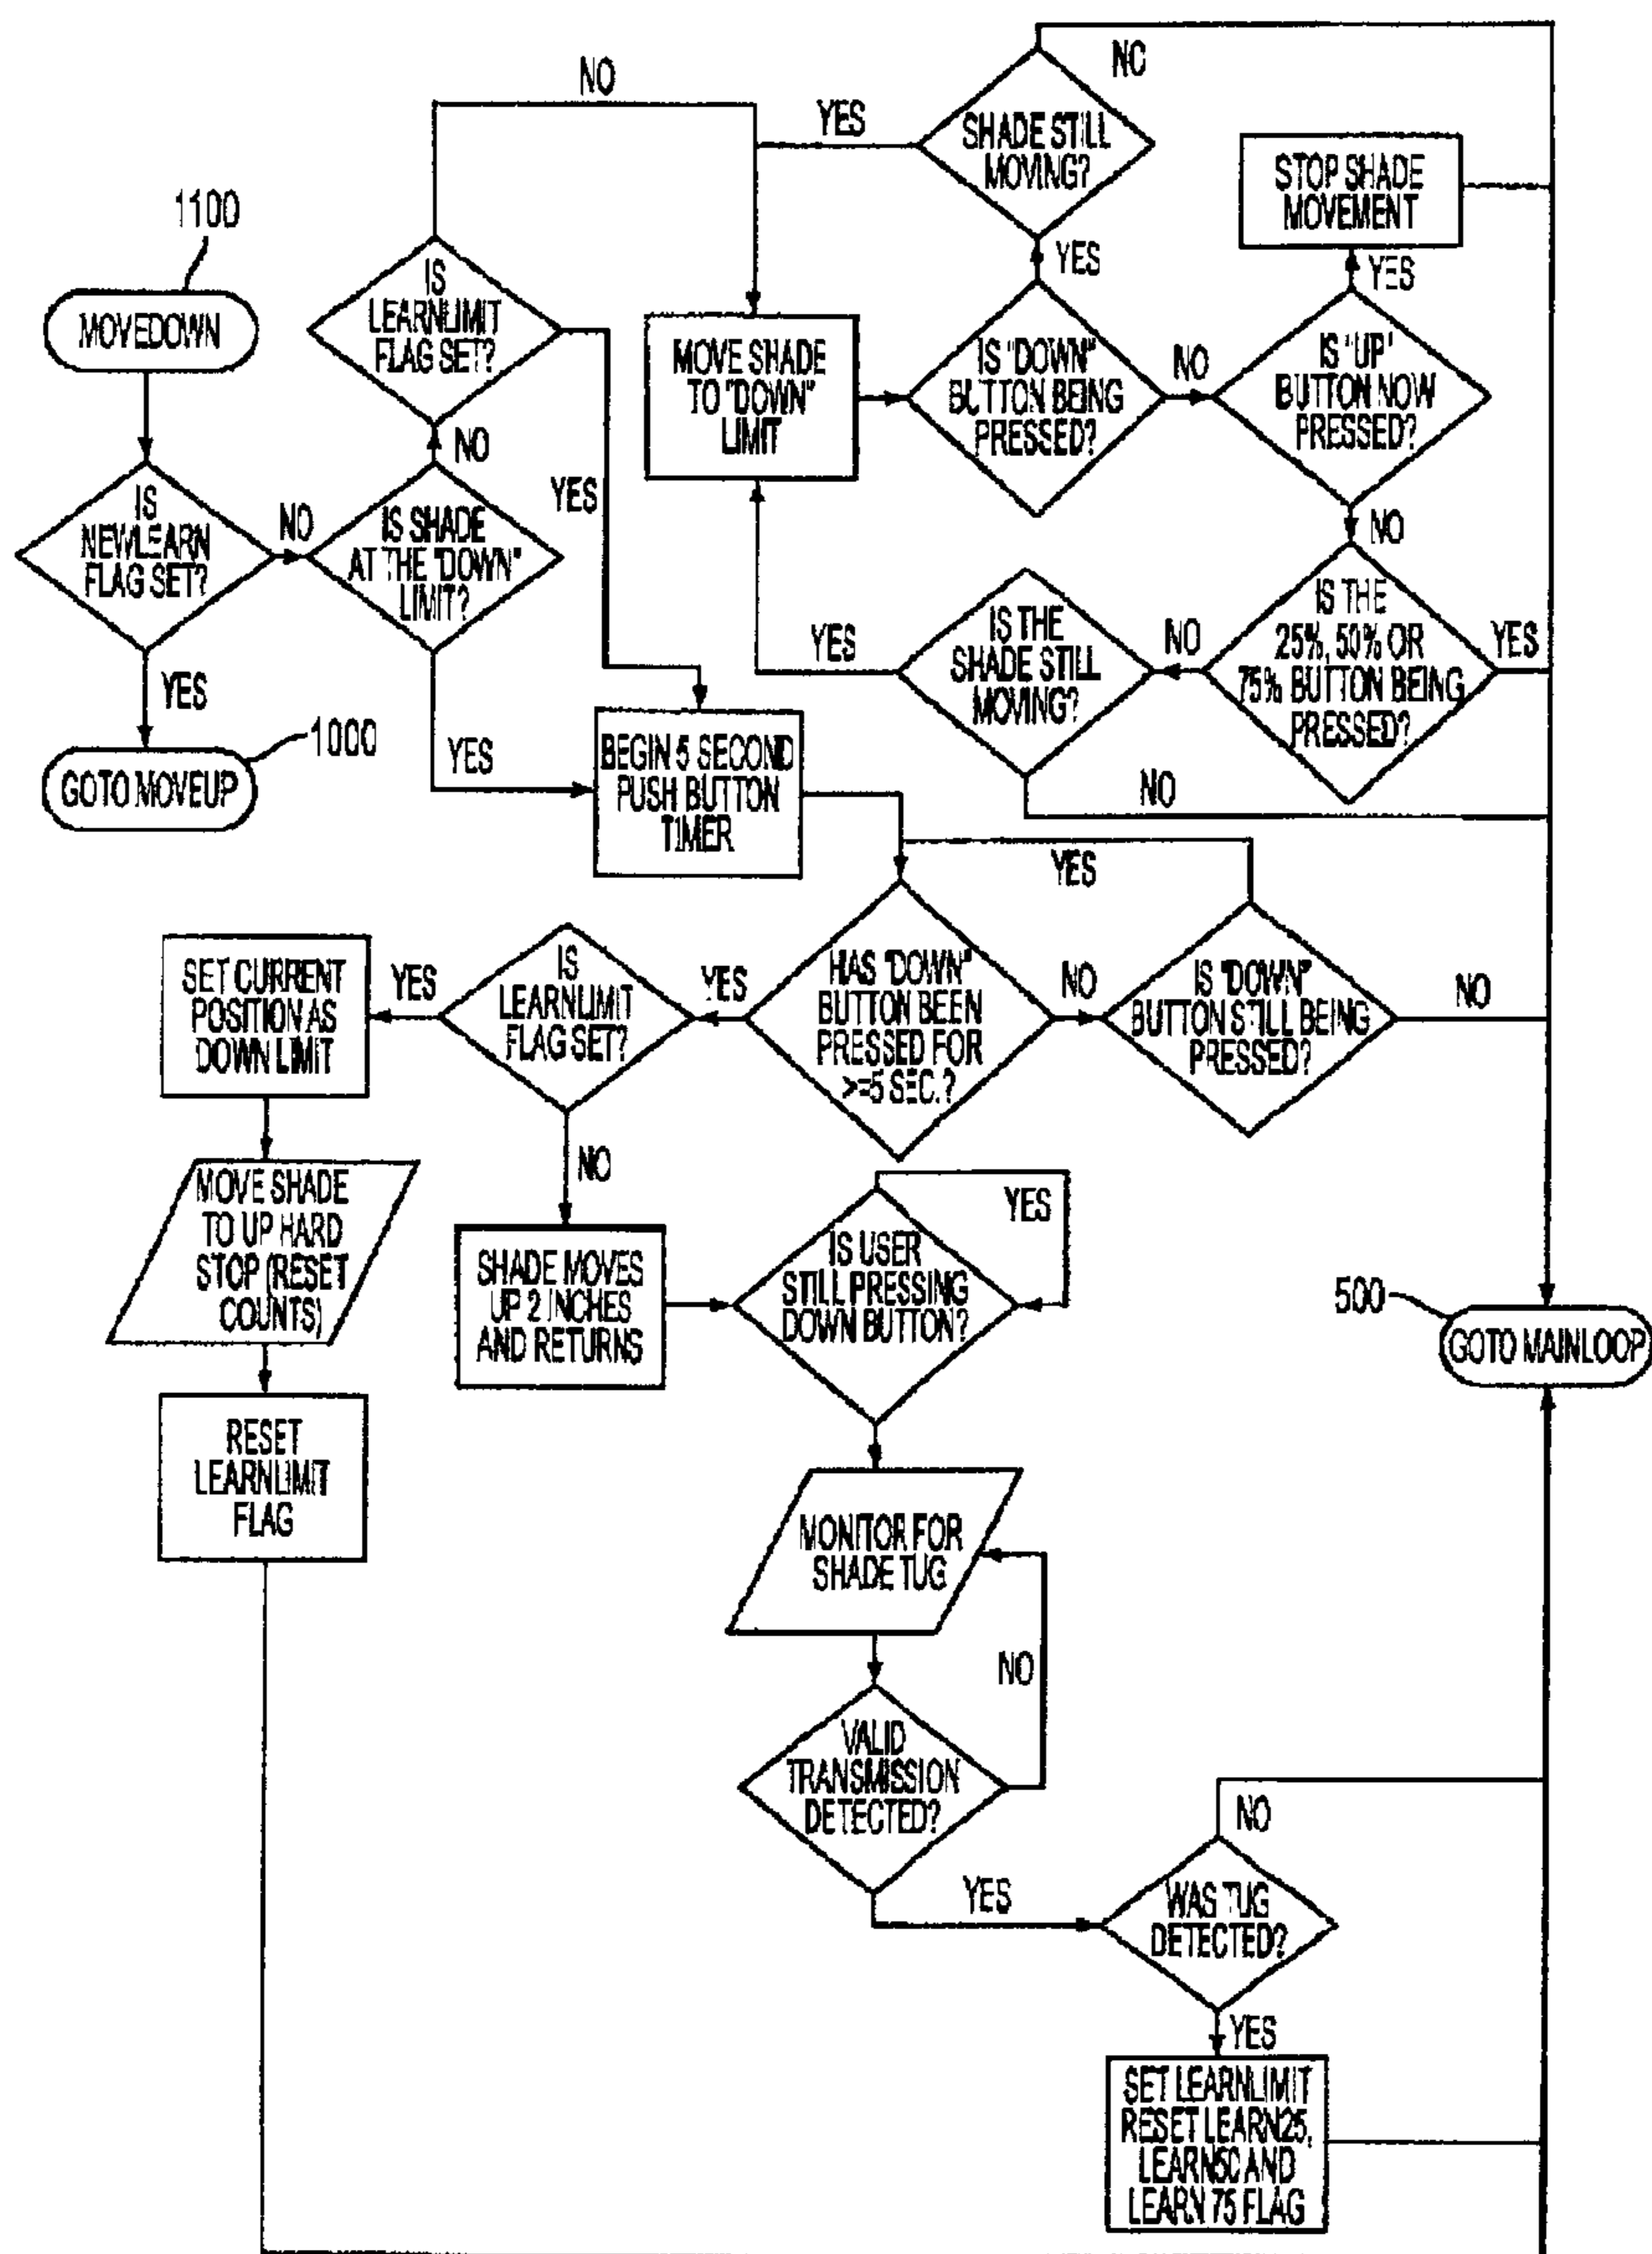 NO
NO
YES
SHADE STILL
MOVING?
STOP SHADE
MOVEMENT
1100
YES
YES
MOVEDOWN
IS
LEARNLIMIT
FLAG SET?
MOVE SHADE
TO "DOWN"
LIMIT
IS "DOWN"
BUTTON BEING
PRESSED?
NO
IS "UP"
BUTTON NOW
PRESSED?
NO
YES
IS
NEWLEARN
FLAG SET?
NO
IS SHADE
AT THE "DOWN"
LIMIT?
NO
IS THE
25%, 50% OR
75% BUTTON BEING
PRESSED?
YES
NO
IS THE
SHADE STILL
MOVING?
YES
YES
1000
GOTO MOVEUP
YES
BEGIN 5 SECOND
PUSH BUTTON
TIMER
NO
YES
SET CURRENT
POSITION AS
DOWN LIMIT
YES
IS
LEARNLIMIT
FLAG SET?
YES
HAS "DOWN"
BUTTON BEEN
PRESSED FOR
>=5 SEC.?
NO
IS "DOWN"
BUTTON STILL BEING
PRESSED?
NO
NO
MOVE SHADE
TO UP HARD
STOP (RESET
COUNTS)
SHADE MOVES
UP 2 INCHES
AND RETURNS
IS USER
STILL PRESSING
DOWN BUTTON?
YES
500
GOTO MAINLOOP
RESET
LEARNLIMIT
FLAG
MONITOR FOR
SHADE TUG
NO
VALID
TRANSMISSION
DETECTED?
YES
NO
WAS TUG
DETECTED?
YES
SET LEARNLIMIT
RESET LEARN25,
LEARN50 AND
LEARN 75 FLAG